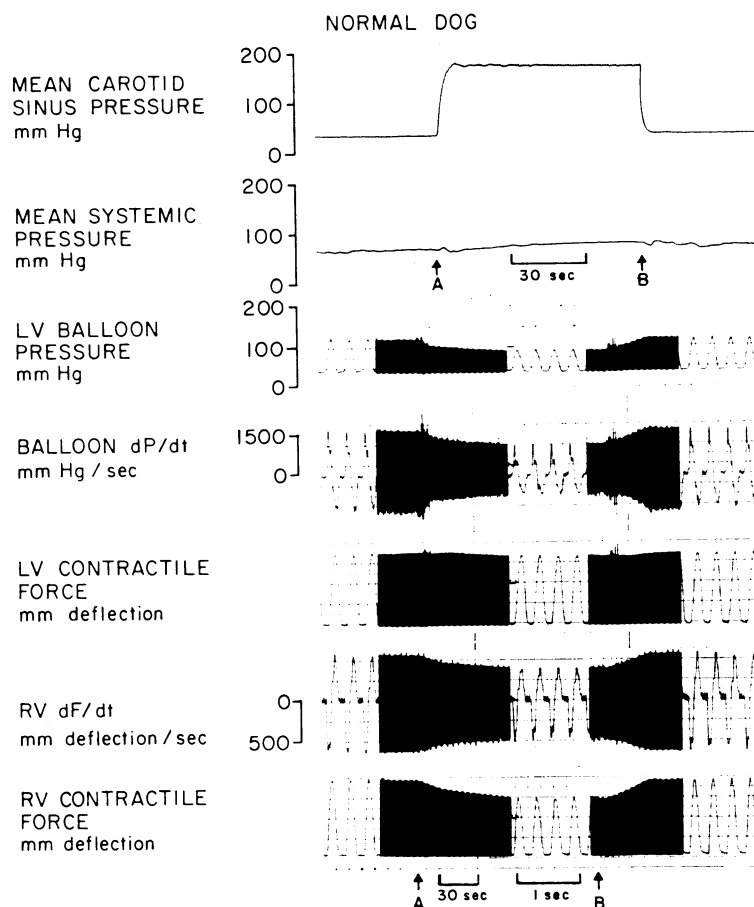 NORMAL DOG
MEAN CAROTID
SINUS PRESSURE
mm Hg
200
100
0
MEAN SYSTEMIC
PRESSURE
mm Hg
200
100
0
A
30 sec
B
LV BALLOON
PRESSURE
mm Hg
200
100
0
BALLOON dP/dt
mm Hg / sec
1500
0
LV CONTRACTILE
FORCE
mm deflection
RV dF/dt
mm deflection / sec
0
500
RV CONTRACTILE
FORCE
mm deflection
A
30 sec
1 sec
B